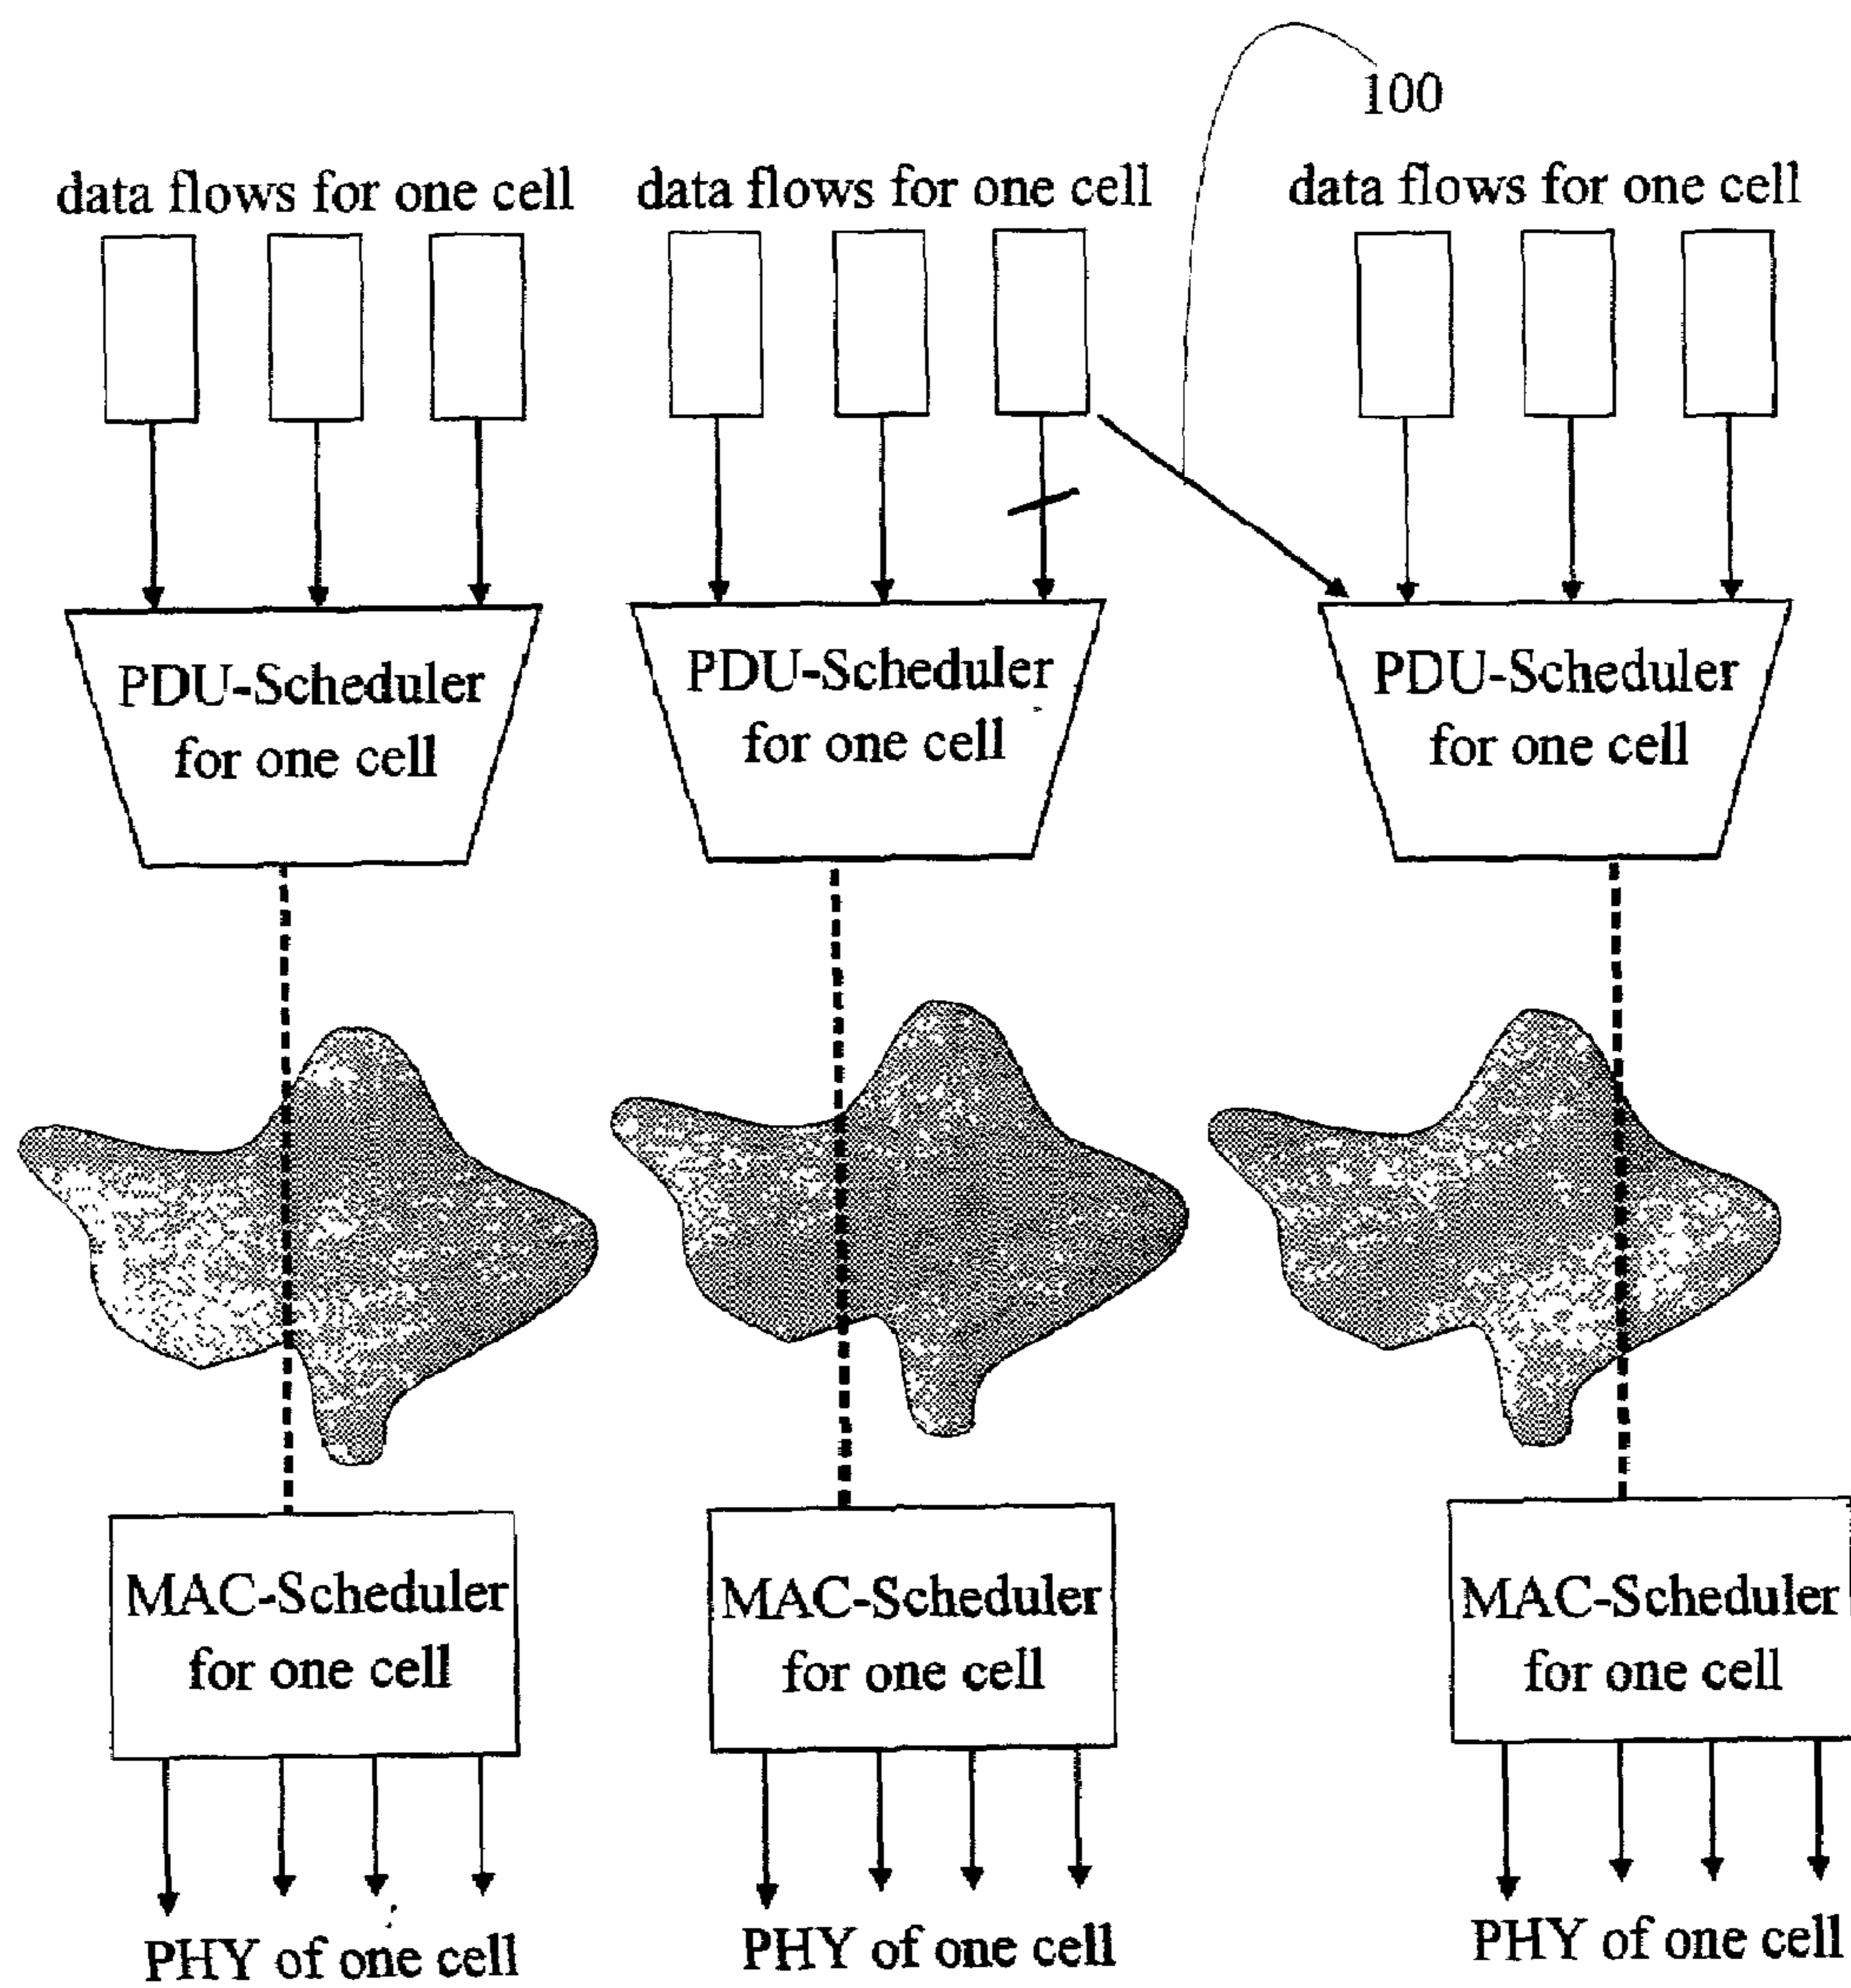 100
data flows for one cell
data flows for one cell
data flows for one cell
PDU-Scheduler
for one cell
PDU-Scheduler
for one cell
PDU-Scheduler
for one cell
MAC-Scheduler
for one cell
MAC-Scheduler
for one cell
MAC-Scheduler
for one cell
PHY of one cell
PHY of one cell
PHY of one cell